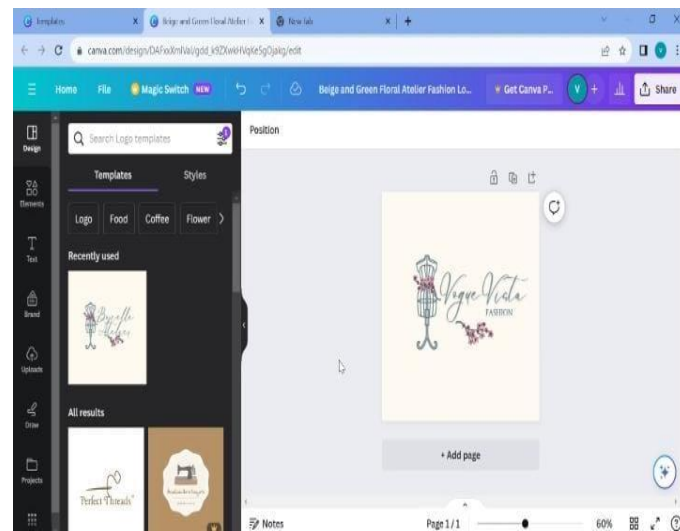 templates
Beige and Green Floral Atelier
New Tab
canva.com/design/
/edit
Home
File
Magic Switch
NEW
Beige and Green Floral Atelier Fashion Lo...
Get Canva P...
V
Share
Design
Elements
Text
Brand
Uploads
Draw
Projects
Search Logo templates
Templates
Styles
Logo
Food
Coffee
Flower
Recently used
All results
Perfect Threads
Position
Vogue Vista
FASHION
+ Add page
Notes
Page 1/1
60%